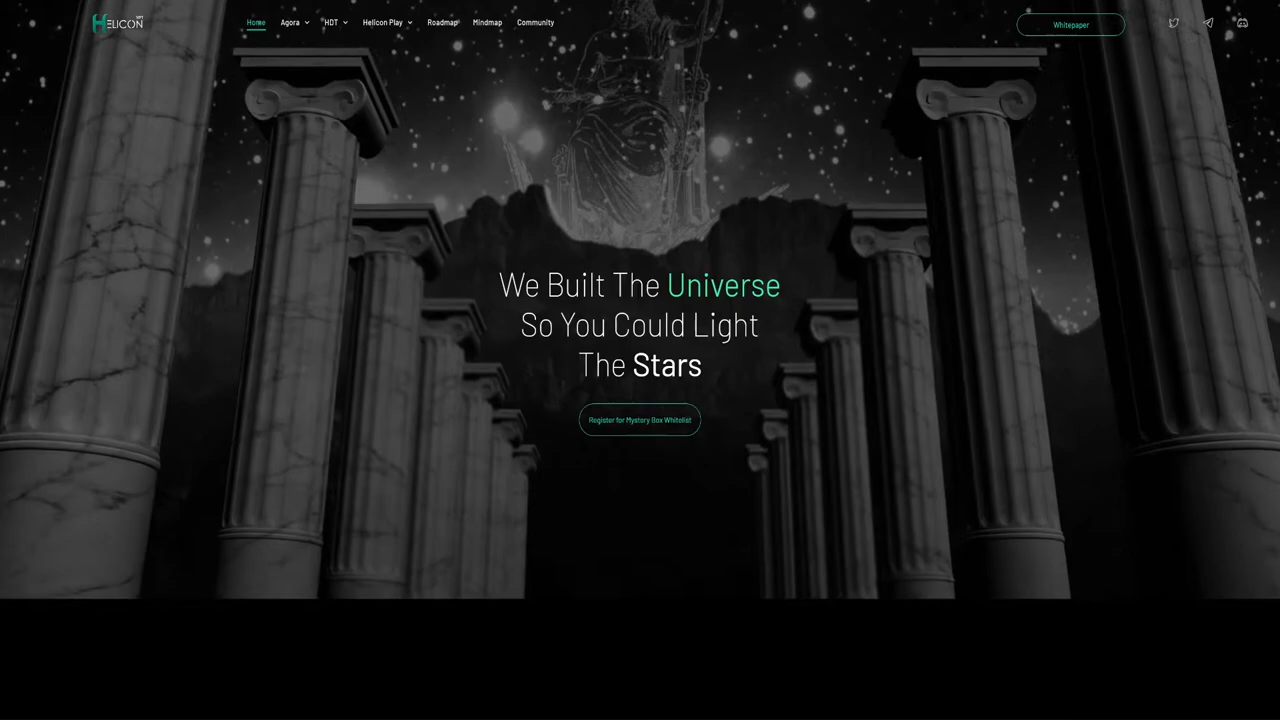 HELICON
NFT
Home
Agora
HDT
Helicon Play
Roadmap
Mindmap
Community
Whitepaper
We Built The Universe
So You Could Light
The Stars
Register for Mystery Box Whitelist